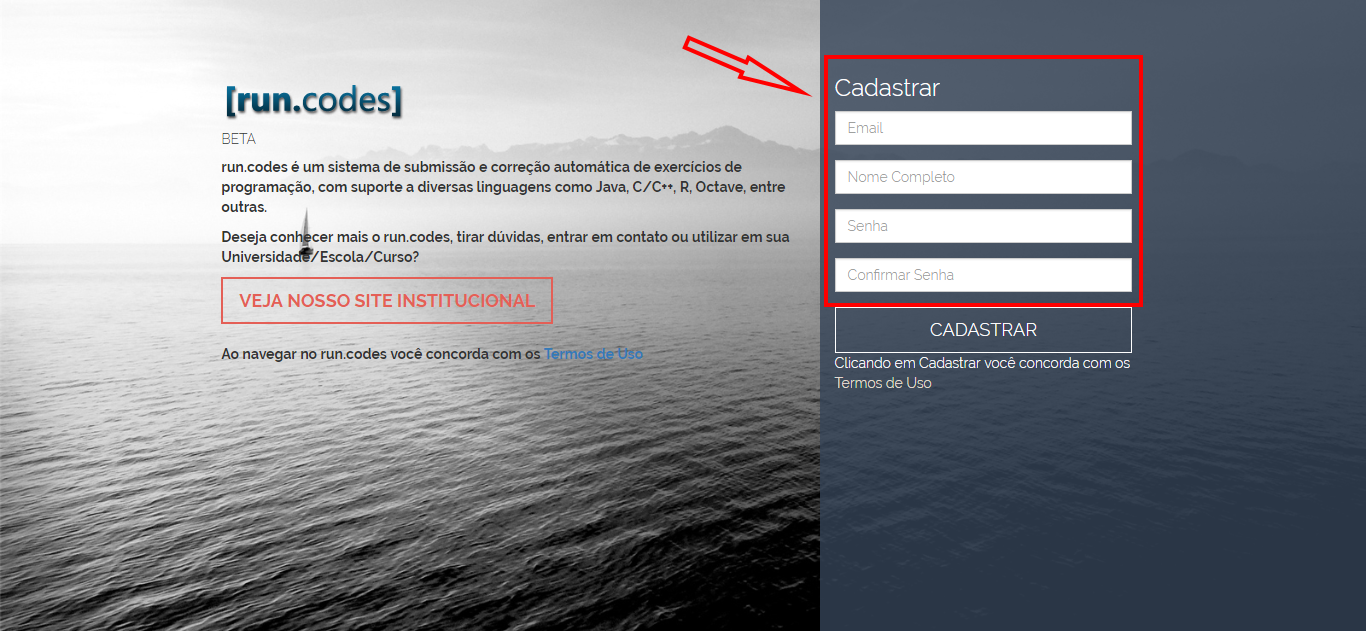 [run.codes]
BETA
run.codes é um sistema de submissão e correção automática de exercícios de
programação, com suporte a diversas linguagens como Java, C/C++, R, Octave, entre
outras.
Deseja conhecer mais o run.codes, tirar dúvidas, entrar em contato ou utilizar em sua
Universidade/Escola/Curso?
VEJA NOSSO SITE INSTITUCIONAL
Ao navegar no run.codes você concorda com os Termos de Uso
Cadastrar
Email
Nome Completo
Senha
Confirmar Senha
CADASTRAR
Clicando em Cadastrar você concorda com os
Termos de Uso